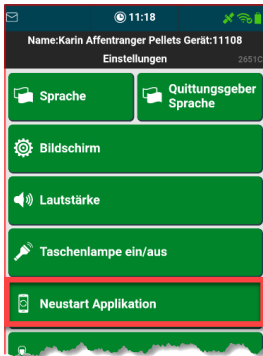 11:18
Name:Karin Affentranger Pellets Gerät:11108
Einstellungen 2651C
Sprache
Quittungsgeber
Sprache
Bildschirm
Lautstärke
Taschenlampe ein/aus
Neustart Applikation